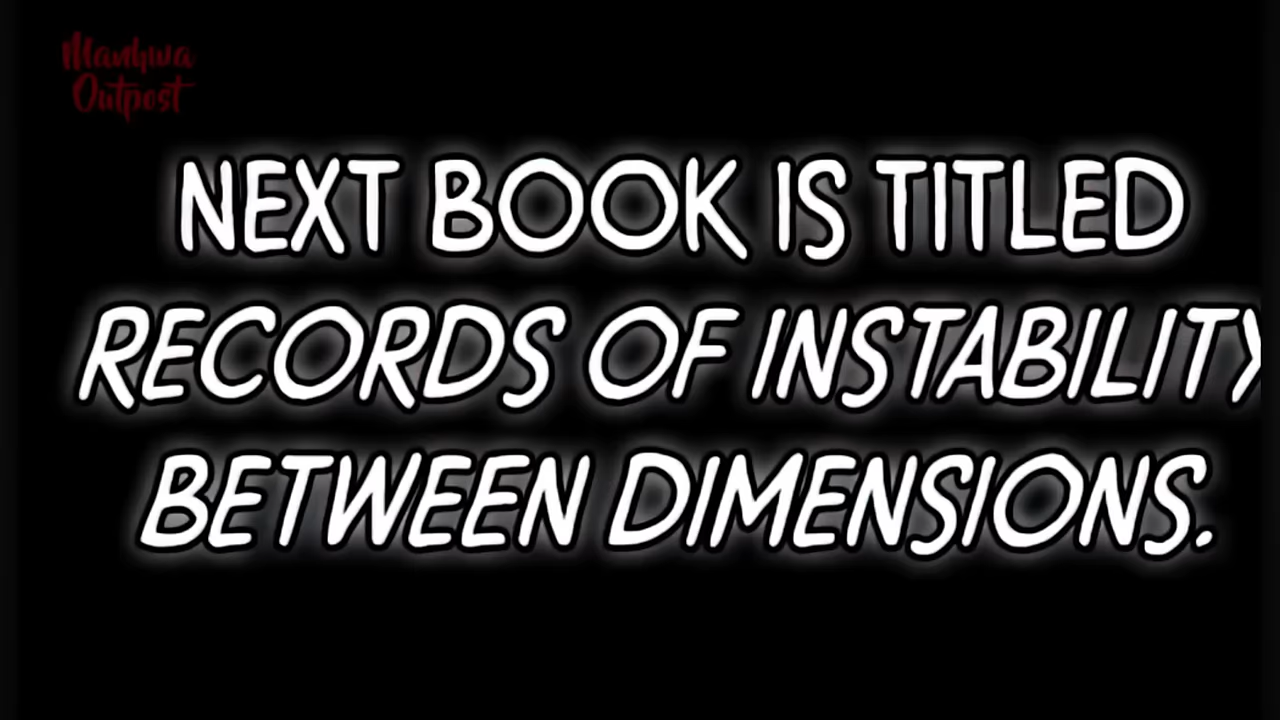 Manhwa
Outpost
NEXT BOOK IS TITLED
RECORDS OF INSTABILITY
BETWEEN DIMENSIONS.